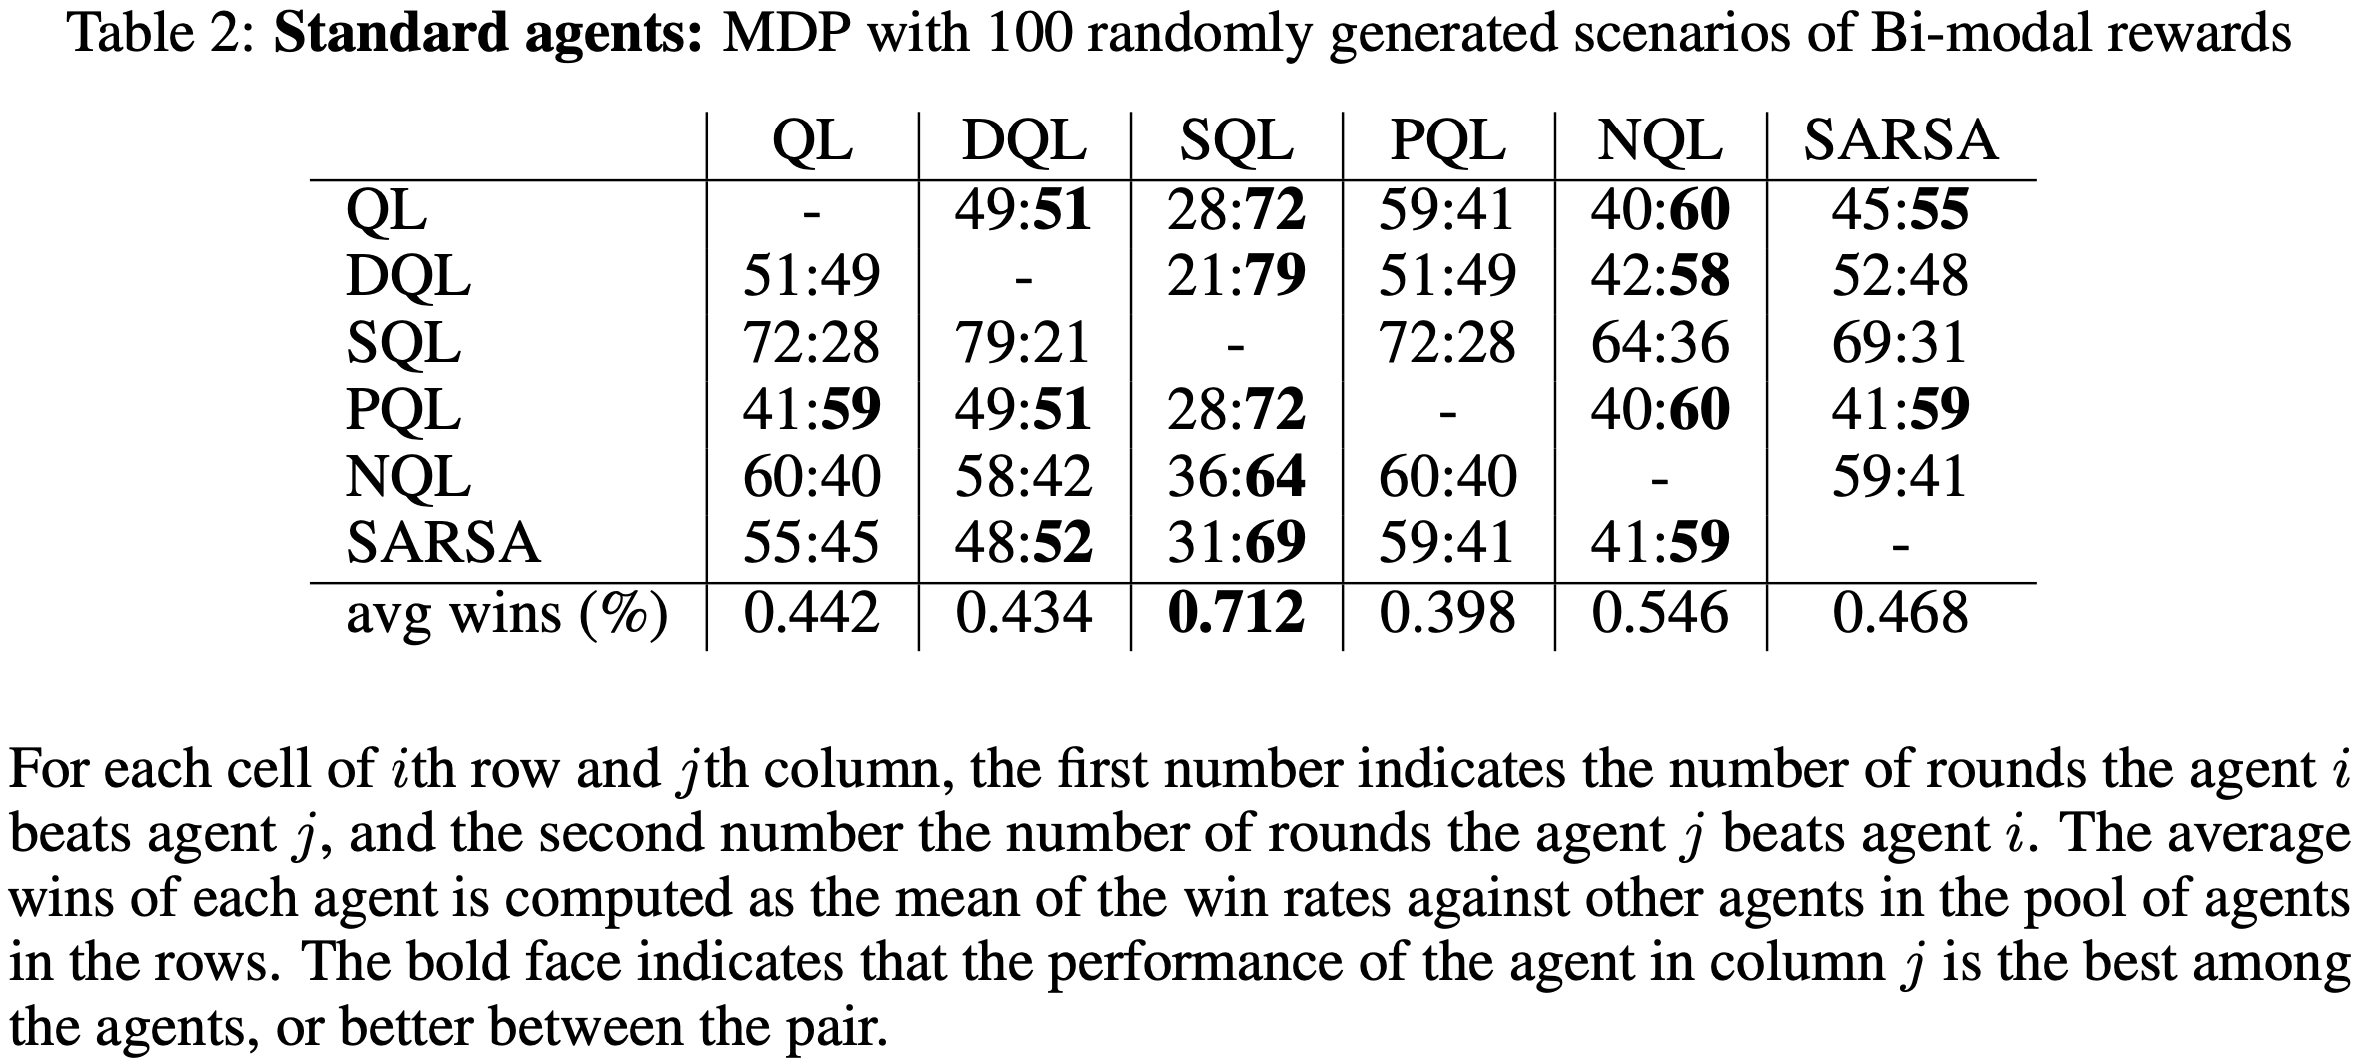 Table 2: Standard agents: MDP with 100 randomly generated scenarios of Bi-modal rewards
QL DQL SQL PQL NQL SARSA
QL - 49:51 28:72 59:41 40:60 45:55
DQL 51:49 - 21:79 51:49 42:58 52:48
SQL 72:28 79:21 - 72:28 64:36 69:31
PQL 41:59 49:51 28:72 - 40:60 41:59
NQL 60:40 58:42 36:64 60:40 - 59:41
SARSA 55:45 48:52 31:69 59:41 41:59 -
avg wins (%) 0.442 0.434 0.712 0.398 0.546 0.468
For each cell of ith row and jth column, the first number indicates the number of rounds the agent i
beats agent j, and the second number the number of rounds the agent j beats agent i. The average
wins of each agent is computed as the mean of the win rates against other agents in the pool of agents
in the rows. The bold face indicates that the performance of the agent in column j is the best among
the agents, or better between the pair.